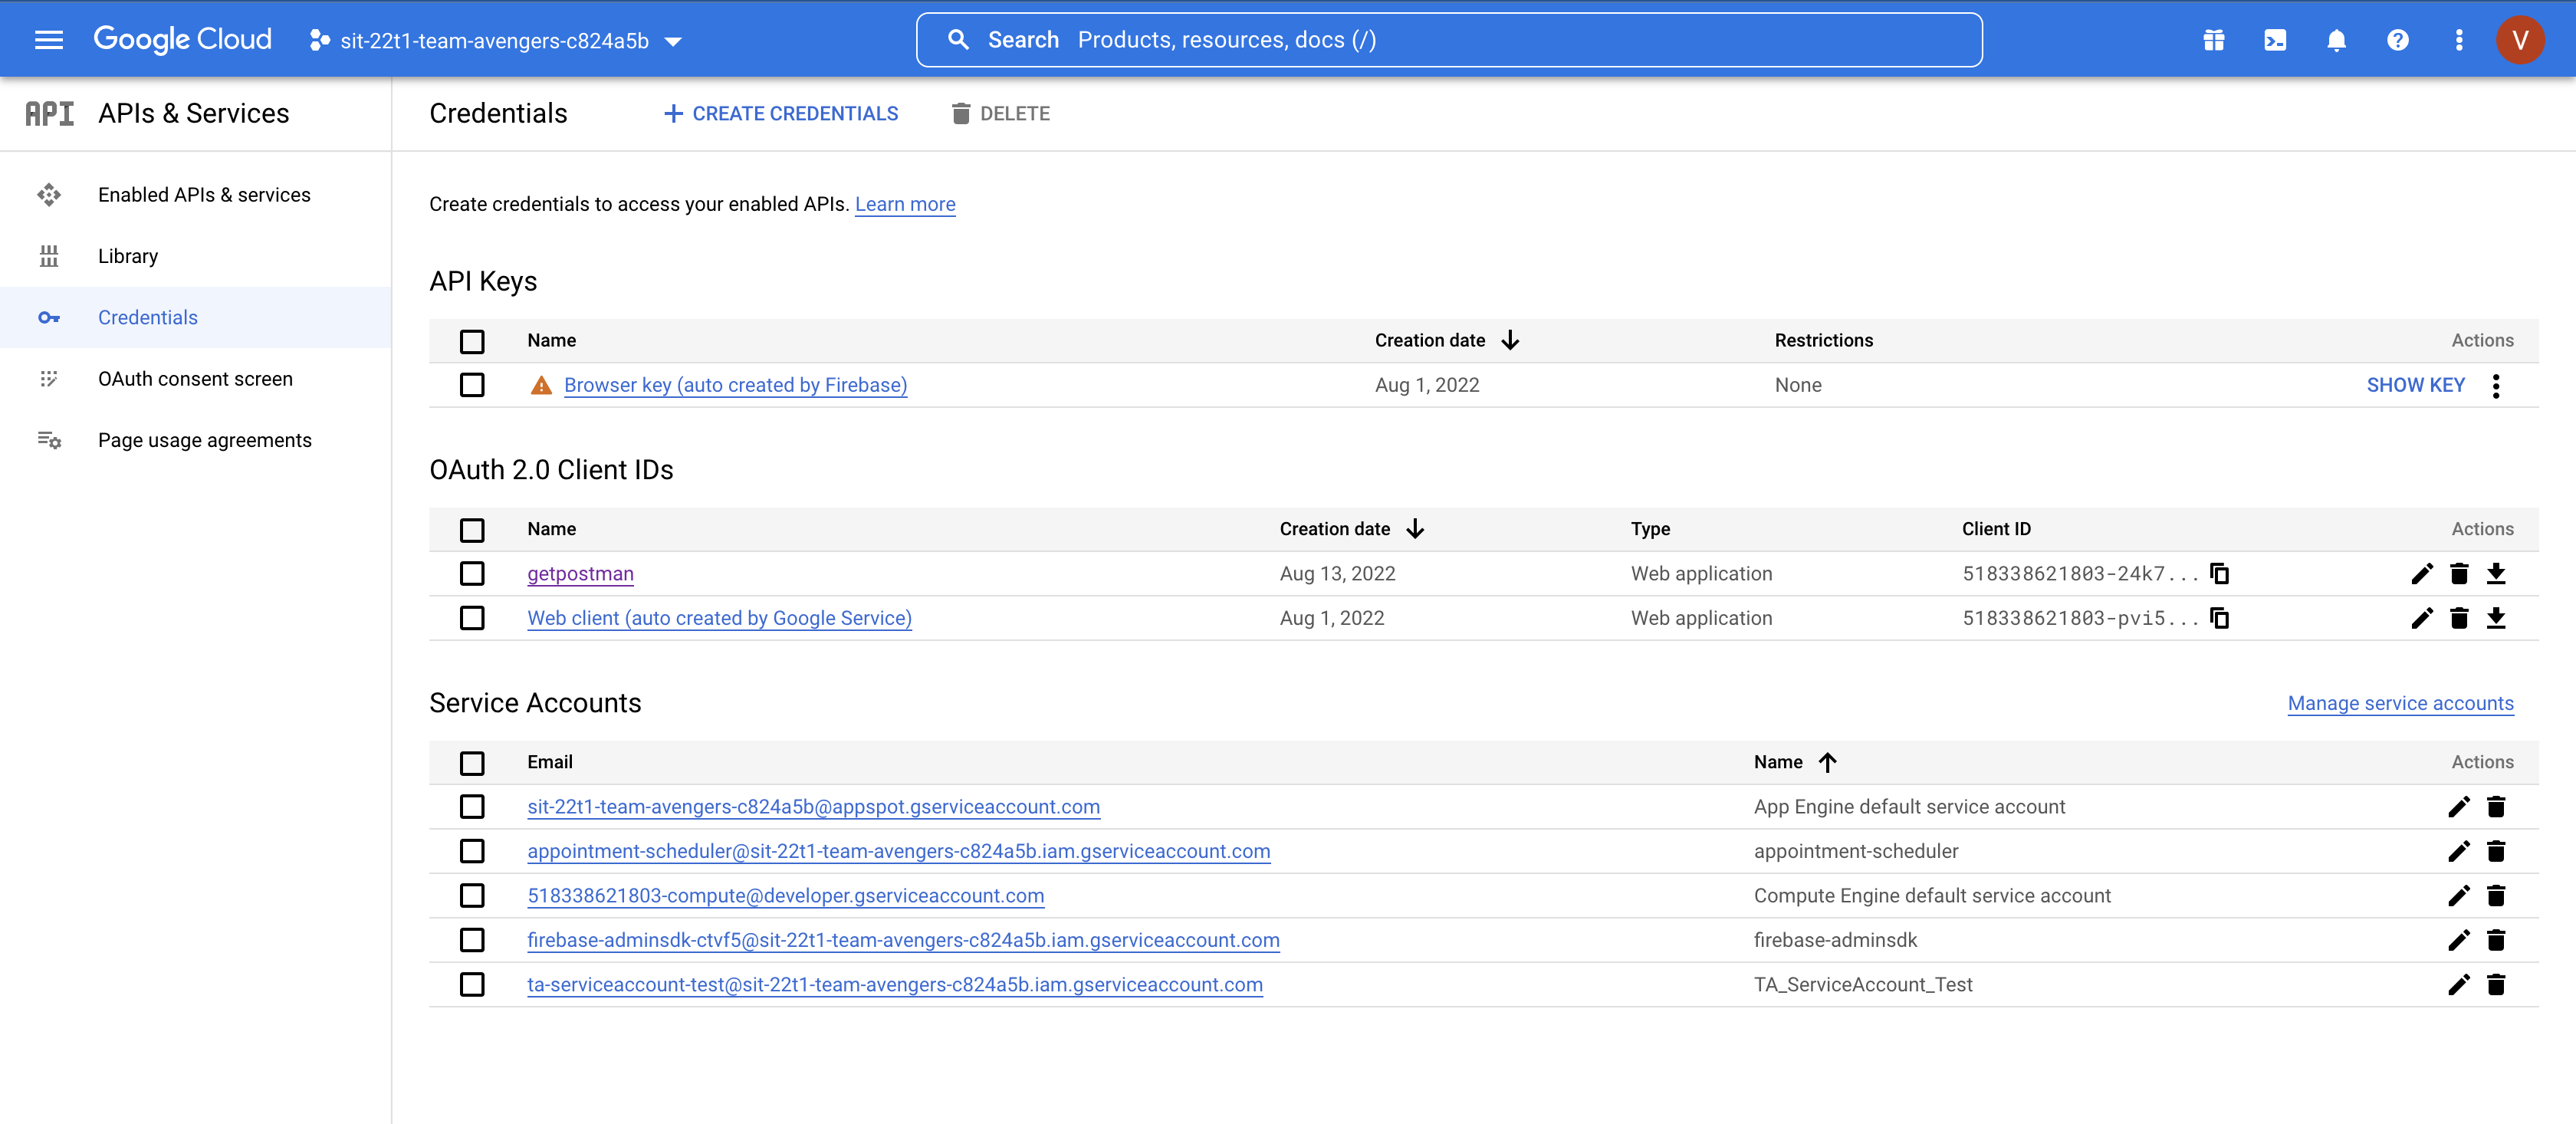 Google Cloud sit-22t1-team-avengers-c824a5b Search Products, resources, docs (/) V
API APIs & Services
Enabled APIs & services
Library
Credentials
OAuth consent screen
Page usage agreements
Credentials + CREATE CREDENTIALS DELETE
Create credentials to access your enabled APIs. Learn more
API Keys
Name Creation date Restrictions Actions
Browser key (auto created by Firebase) Aug 1, 2022 None SHOW KEY
OAuth 2.0 Client IDs
Name Creation date Type Client ID Actions
getpostman Aug 13, 2022 Web application 518338621803-24k7...
Web client (auto created by Google Service) Aug 1, 2022 Web application 518338621803-pvi5...
Service Accounts Manage service accounts
Email Name Actions
sit-22t1-team-avengers-c824a5b@appspot.gserviceaccount.com App Engine default service account
appointment-scheduler@sit-22t1-team-avengers-c824a5b.iam.gserviceaccount.com appointment-scheduler
518338621803-compute@developer.gserviceaccount.com Compute Engine default service account
firebase-adminsdk-ctvf5@sit-22t1-team-avengers-c824a5b.iam.gserviceaccount.com firebase-adminsdk
ta-serviceaccount-test@sit-22t1-team-avengers-c824a5b.iam.gserviceaccount.com TA_ServiceAccount_Test